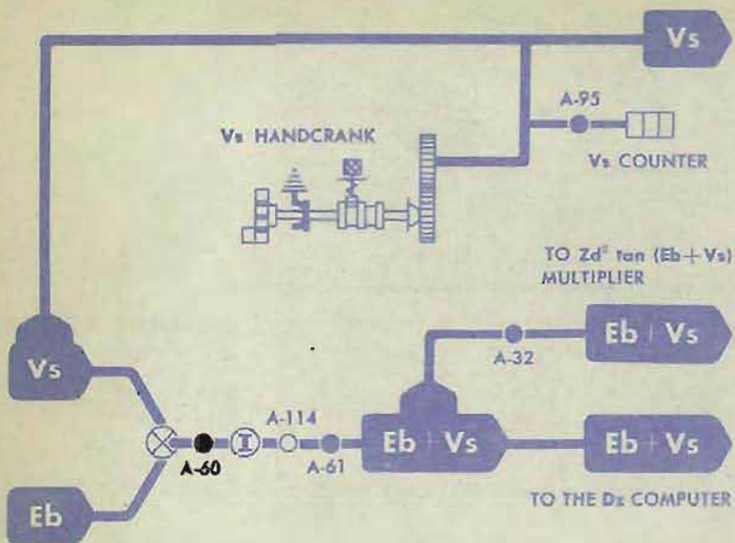 Vs
A-95
Vs HANDCRANK
Vs COUNTER
TO Zd² tan (Eb+Vs)
MULTIPLIER
Eb + Vs
A-32
Vs
A-114
I
Eb + Vs
Eb + Vs
A-60
A-61
Eb
TO THE Dz COMPUTER